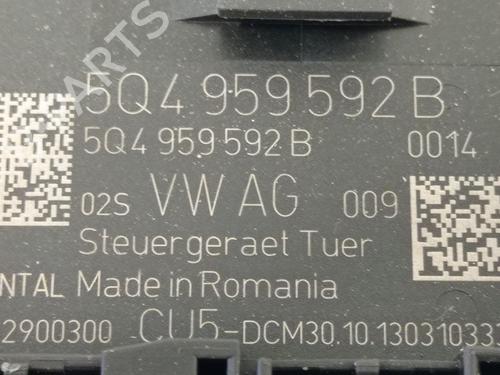 ARTS
5Q4 959 592 B
5Q4 959 592 B 0014
02S VW AG 009
Steuergeraet Tuer
NTAL Made in Romania
2900300 CU5-DCM30.10.130310333